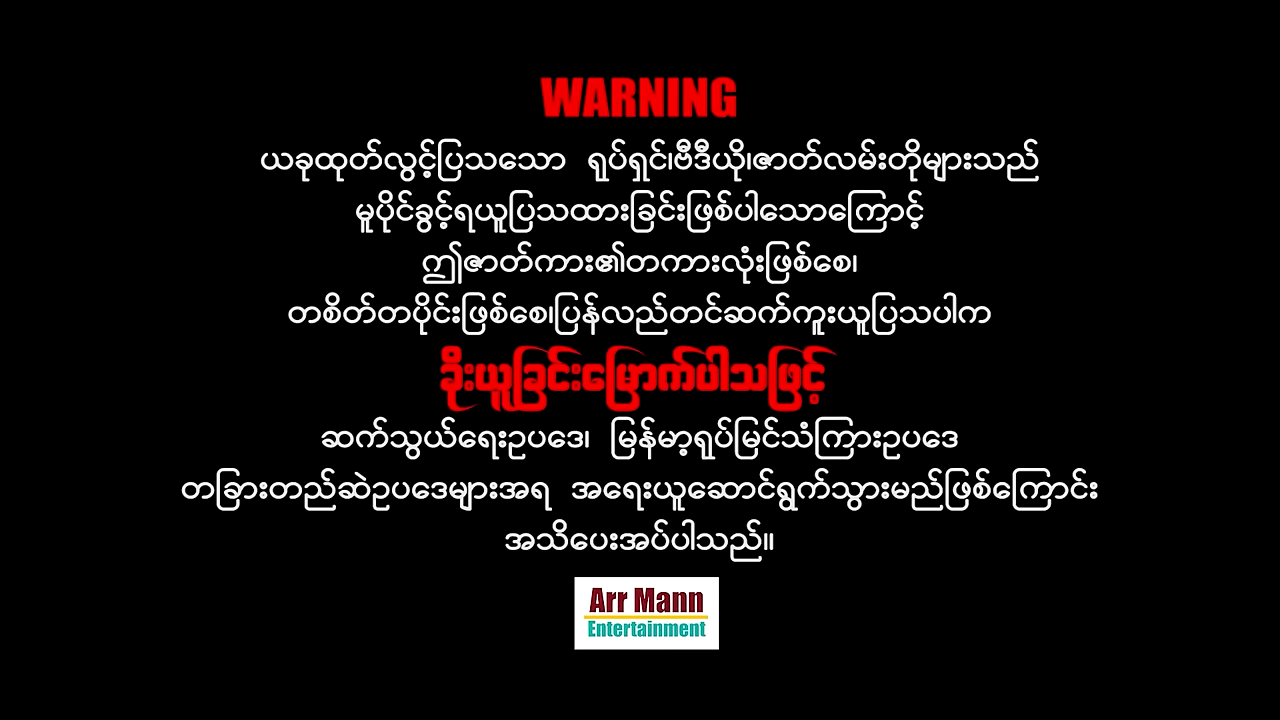 WARNING
ယခုထုတ်လွင့်ပြသသော ရုပ်ရှင်၊ဗီဒီယို၊ဇာတ်လမ်းတိုများသည်
မူပိုင်ခွင့်ရယူပြသထားခြင်းဖြစ်ပါသောကြောင့်
ဤဇာတ်ကား၏တကားလုံးဖြစ်စေ၊
တစိတ်တပိုင်းဖြစ်စေ၊ပြန်လည်တင်ဆက်ကူးယူပြသပါက
ခိုးယူခြင်းမြောက်ပါသဖြင့်
ဆက်သွယ်ရေးဥပဒေ၊ မြန်မာ့ရုပ်မြင်သံကြားဥပဒေ
တခြားတည်ဆဲဥပဒေများအရ အရေးယူဆောင်ရွက်သွားမည်ဖြစ်ကြောင်း
အသိပေးအပ်ပါသည်။
Arr Mann
Entertainment